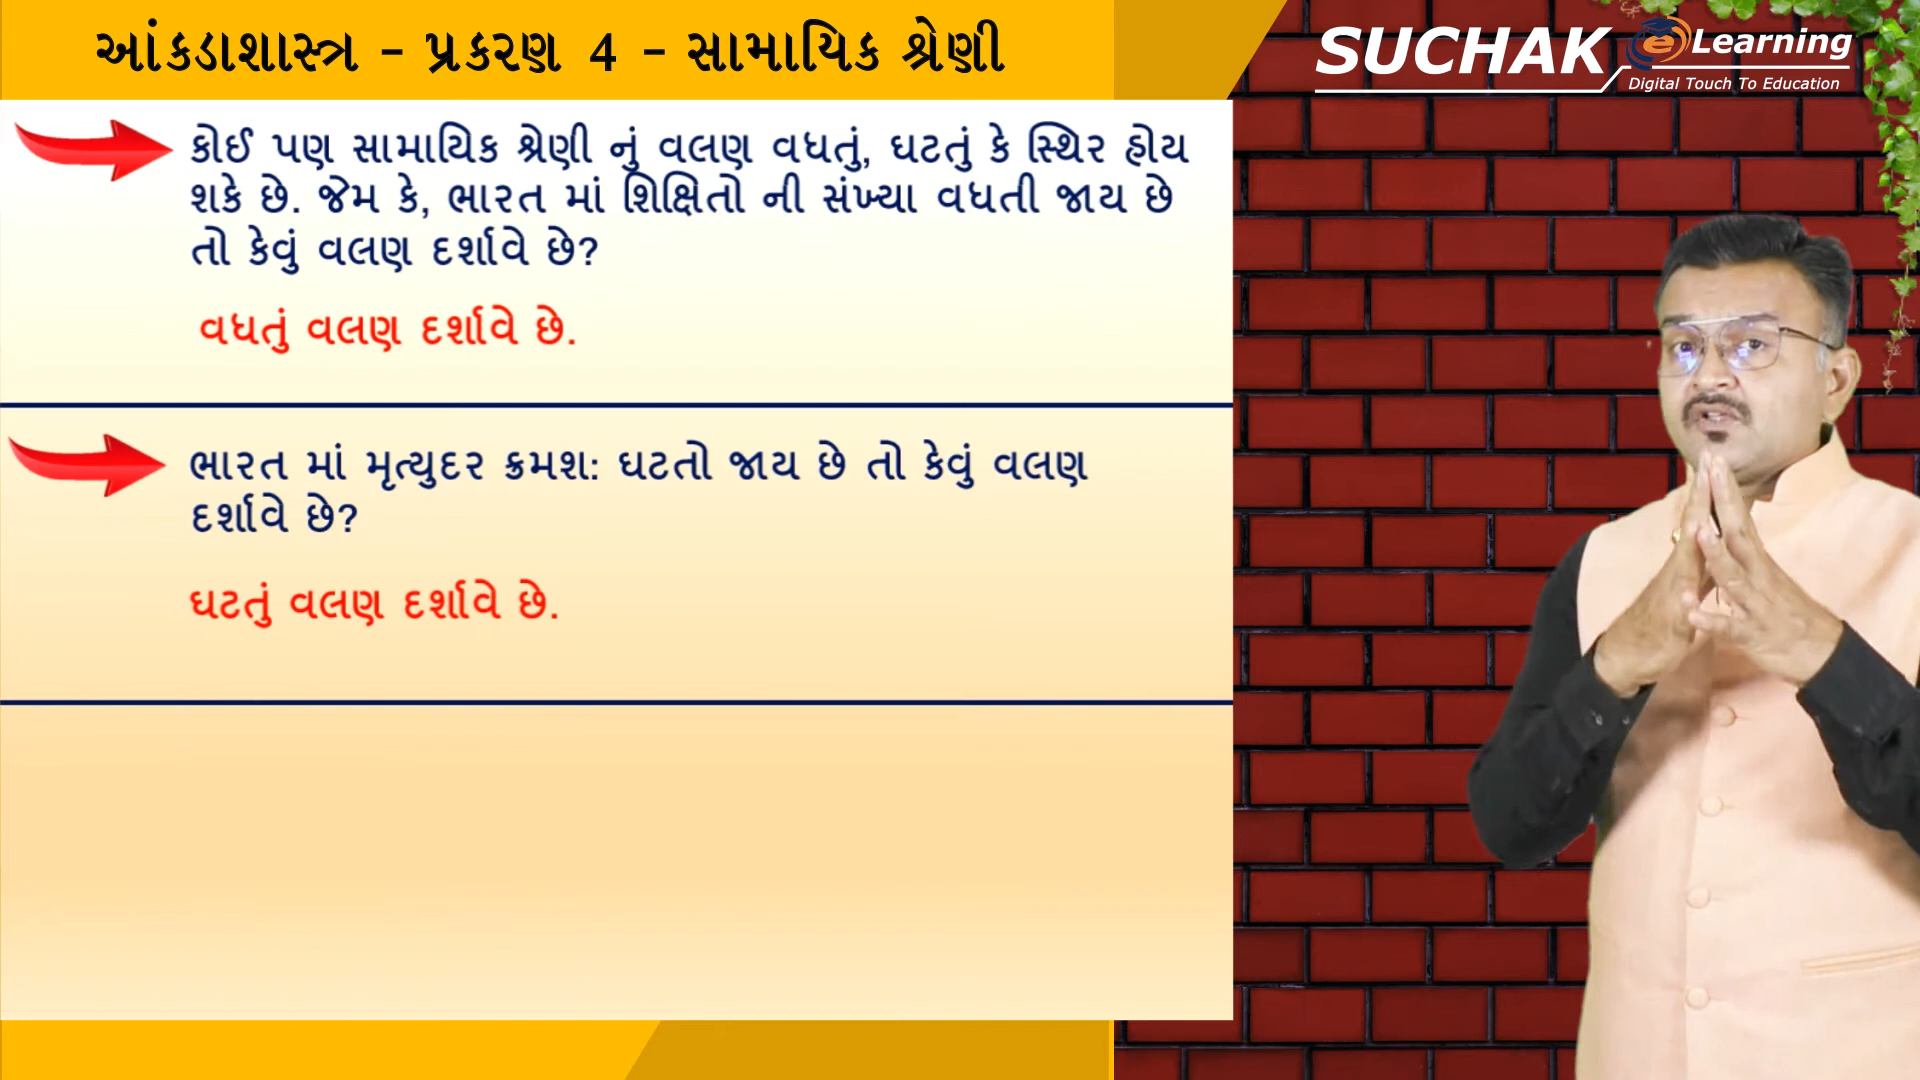 આંકડાશાસ્ત્ર - પ્રકરણ 4 - સામાયિક શ્રેણી
SUCHAK eLearning
Digital Touch To Education
કોઈ પણ સામાયિક શ્રેણી નું વલણ વધતું, ઘટતું કે સ્થિર હોય
શકે છે. જેમ કે, ભારત માં શિક્ષિતો ની સંખ્યા વધતી જાય છે
તો કેવું વલણ દર્શાવે છે?
વધતું વલણ દર્શાવે છે.
ભારત માં મૃત્યુદર ક્રમશ: ઘટતો જાય છે તો કેવું વલણ
દર્શાવે છે?
ઘટતું વલણ દર્શાવે છે.